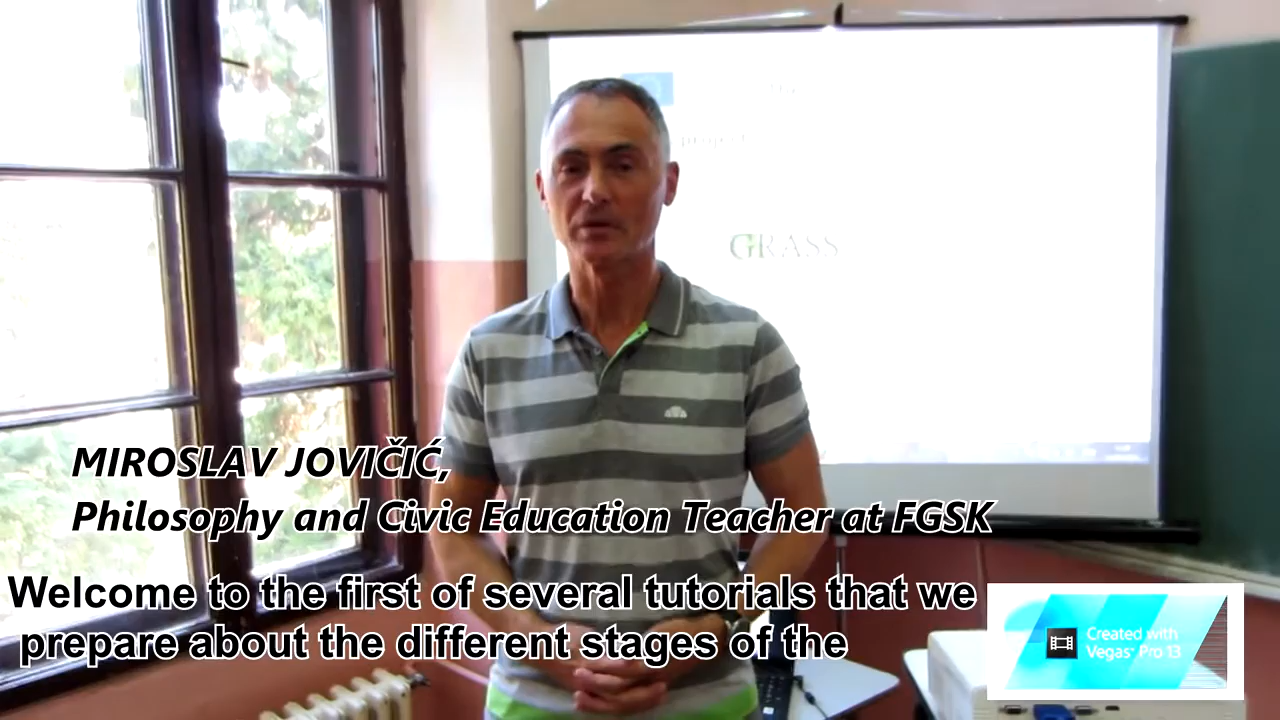 project
GRASS
MIROSLAV JOVIČIĆ,
Philosophy and Civic Education Teacher at FGSK
Welcome to the first of several tutorials that we
prepare about the different stages of the
Created with
Vegas Pro 13